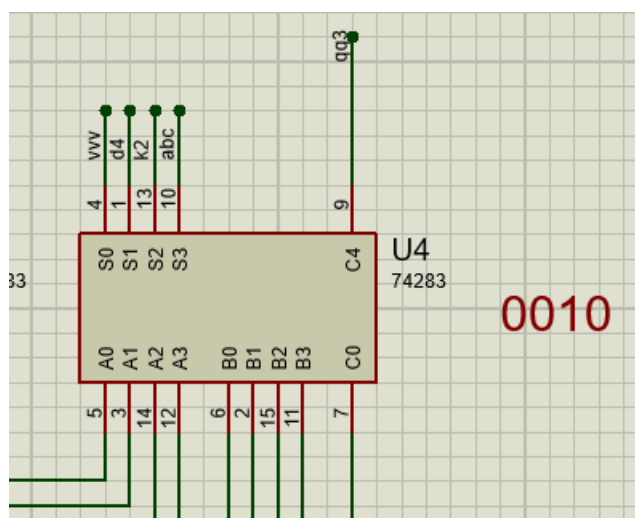 qq3
vvv d4 k2 abc
4 1 13 10 9
S0 S1 S2 S3 C4
U4
74283
33
0010
A0 A1 A2 A3 B0 B1 B2 B3 C0
5 3 14 12 6 2 15 11 7